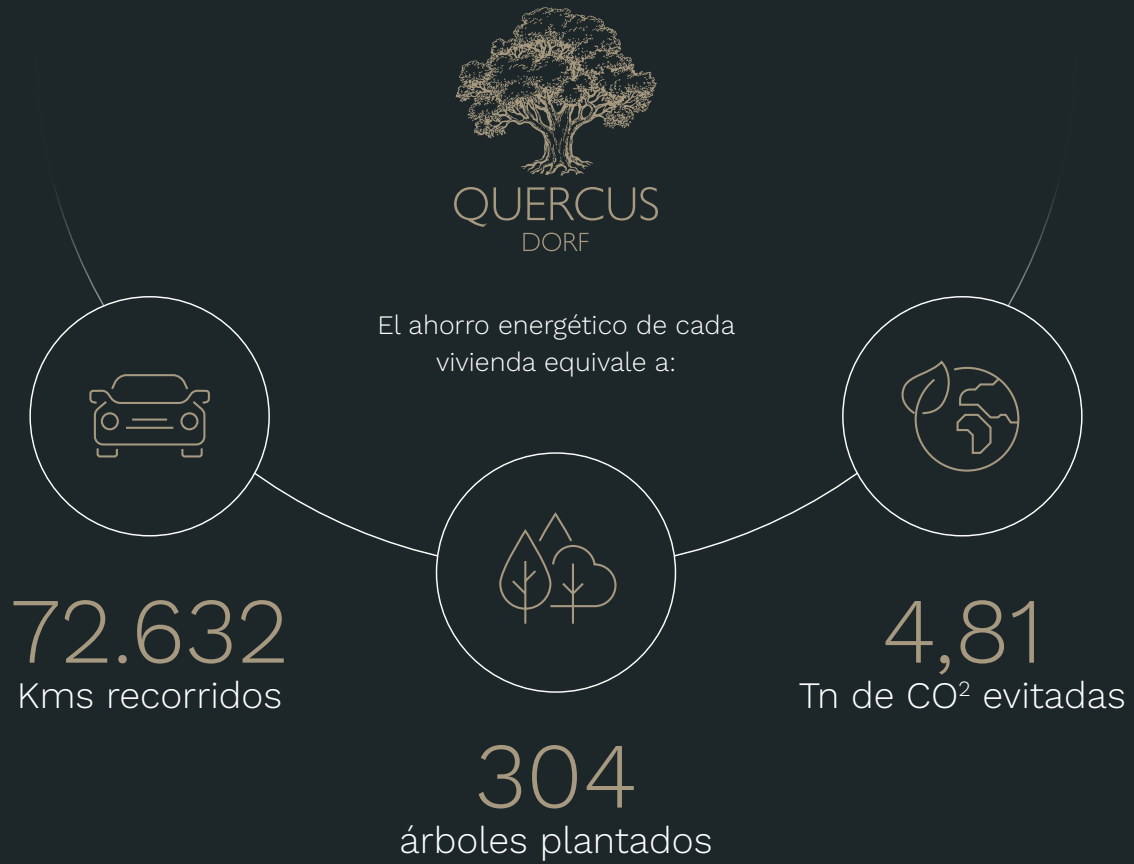 QUERCUS
DORF
El ahorro energético de cada
vivienda equivale a:
72.632
Kms recorridos
304
árboles plantados
4,81
Tn de CO² evitadas